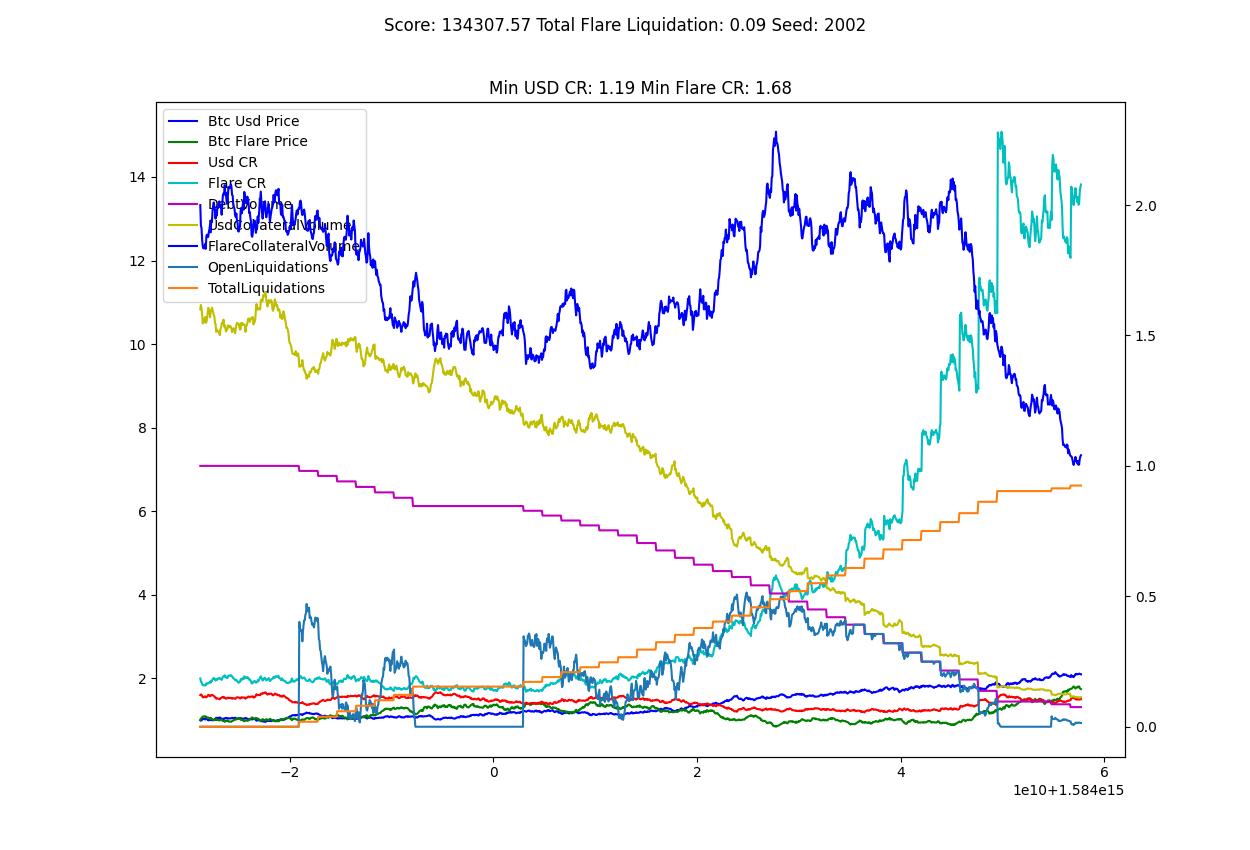 Score: 134307.57 Total Flare Liquidation: 0.09 Seed: 2002
Min USD CR: 1.19 Min Flare CR: 1.68
Btc Usd Price
Btc Flare Price
Usd CR
Flare CR
DebtVolume
UsdCollateralVolume
FlareCollateralVolume
OpenLiquidations
TotalLiquidations
14
12
10
8
6
4
2
2.0
1.5
1.0
0.5
0.0
−2 0 2 4 6
1e10+1.584e15